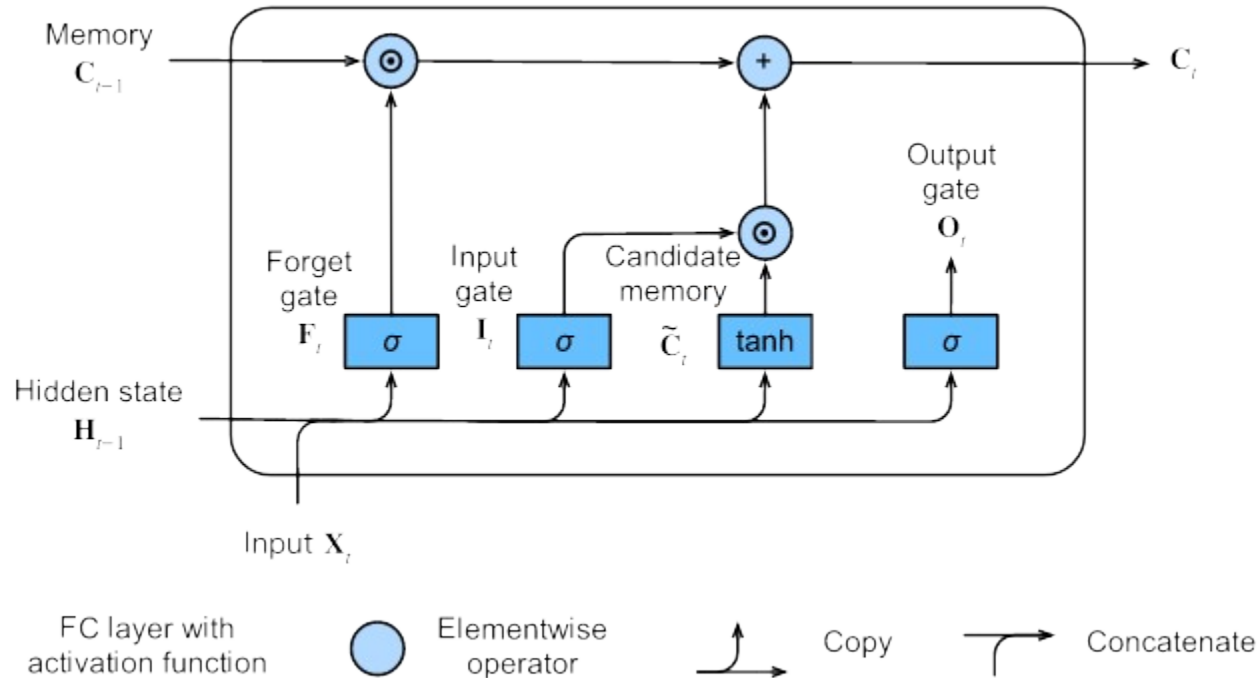 Memory
C_{t-1}
⊙
+
C_t
Output
gate
O_t
⊙
Forget
gate
F_t
Input
gate
I_t
Candidate
memory
C̃_t
σ
σ
tanh
σ
Hidden state
H_{t-1}
Input X_t
FC layer with
activation function
Elementwise
operator
Copy
Concatenate